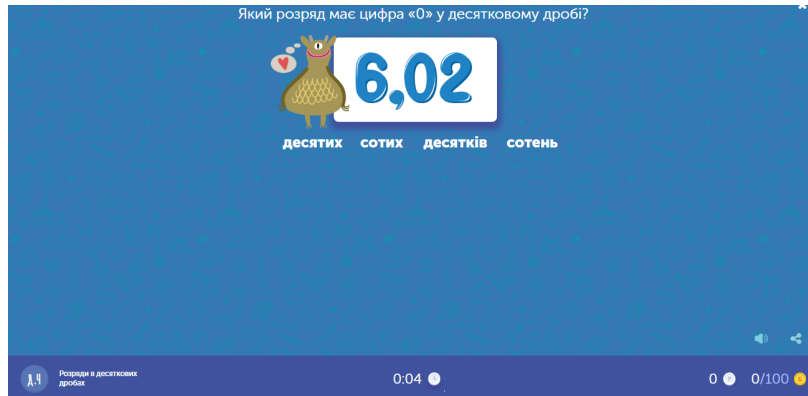 Який розряд має цифра «0» у десятковому дробі?
6,02
десятих сотих десятків сотень
Д.Ч
Розряди в десяткових
дробах
0:04
0
0/100